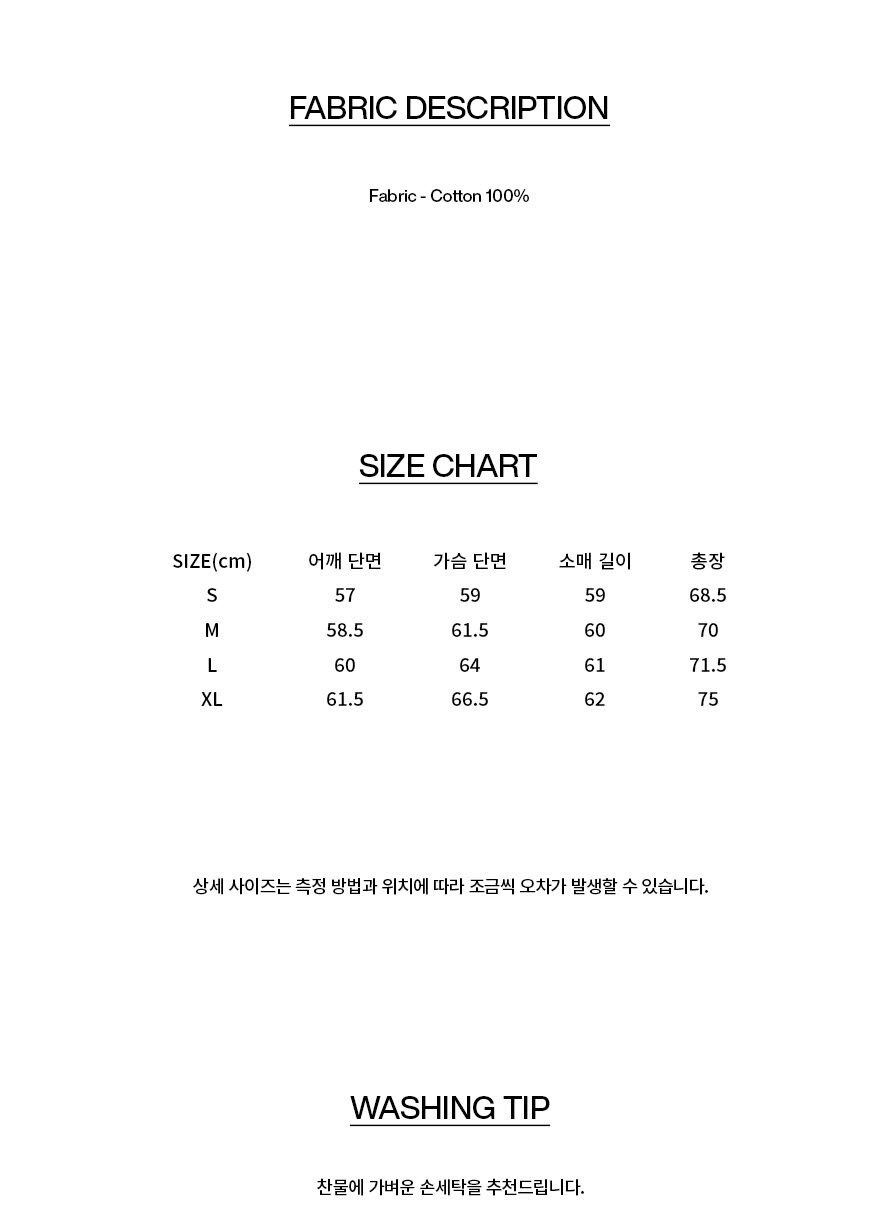 FABRIC DESCRIPTION
Fabric - Cotton 100%
SIZE CHART
SIZE(cm) 어깨 단면 가슴 단면 소매 길이 총장
S 57 59 59 68.5
M 58.5 61.5 60 70
L 60 64 61 71.5
XL 61.5 66.5 62 75
상세 사이즈는 측정 방법과 위치에 따라 조금씩 오차가 발생할 수 있습니다.
WASHING TIP
찬물에 가벼운 손세탁을 추천드립니다.